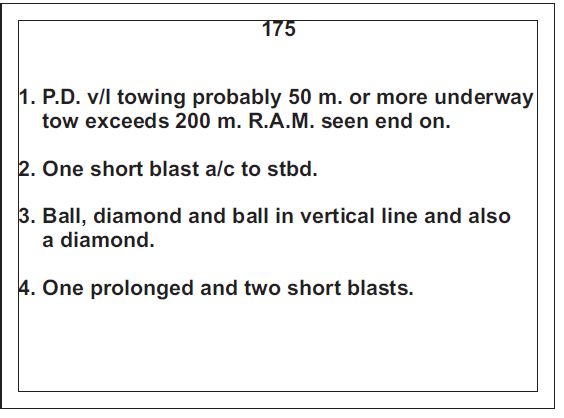 175
1. P.D. v/l towing probably 50 m. or more underway
tow exceeds 200 m. R.A.M. seen end on.
2. One short blast a/c to stbd.
3. Ball, diamond and ball in vertical line and also
a diamond.
4. One prolonged and two short blasts.